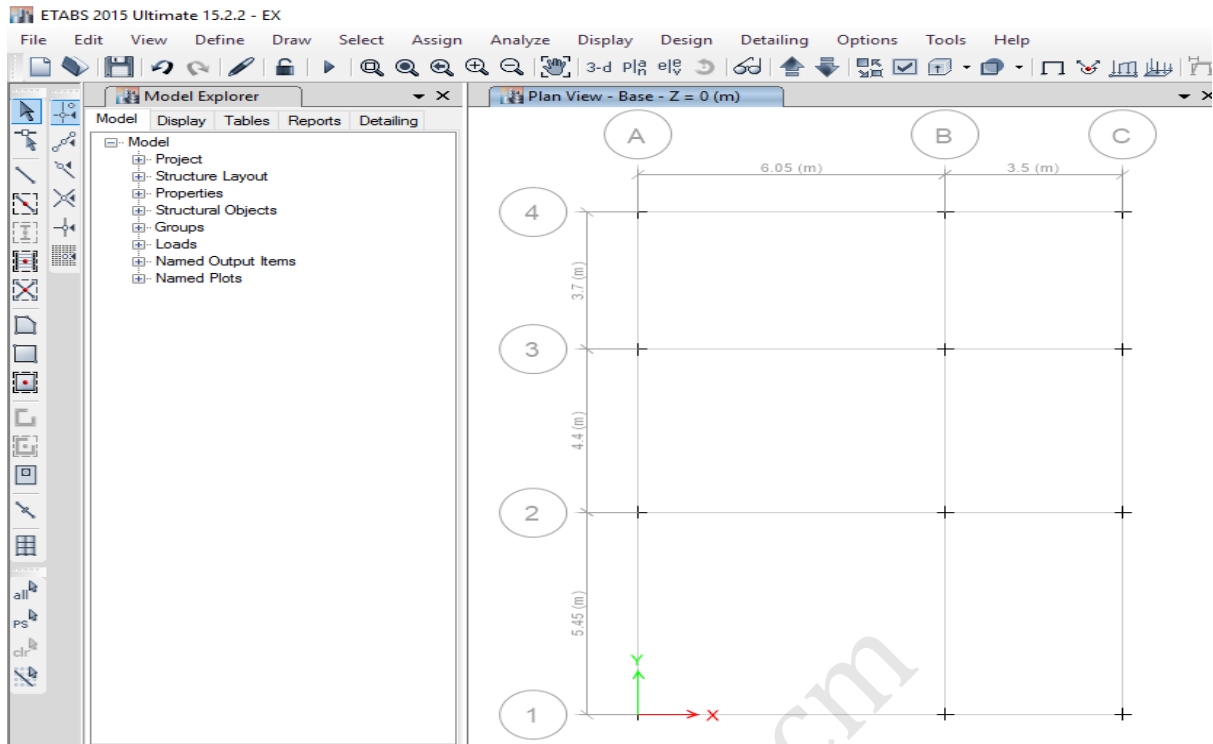 ETABS 2015 Ultimate 15.2.2 - EX
File Edit View Define Draw Select Assign Analyze Display Design Detailing Options Tools Help
3-d
Model Explorer
Plan View - Base - Z = 0 (m)
Model Display Tables Reports Detailing
Model
Project
Structure Layout
Properties
Structural Objects
Groups
Loads
Named Output Items
Named Plots
all
PS
clr
A B C
6.05 (m) 3.5 (m)
4
3.7 (m)
3
4.4 (m)
2
5.45 (m)
Y
1
X